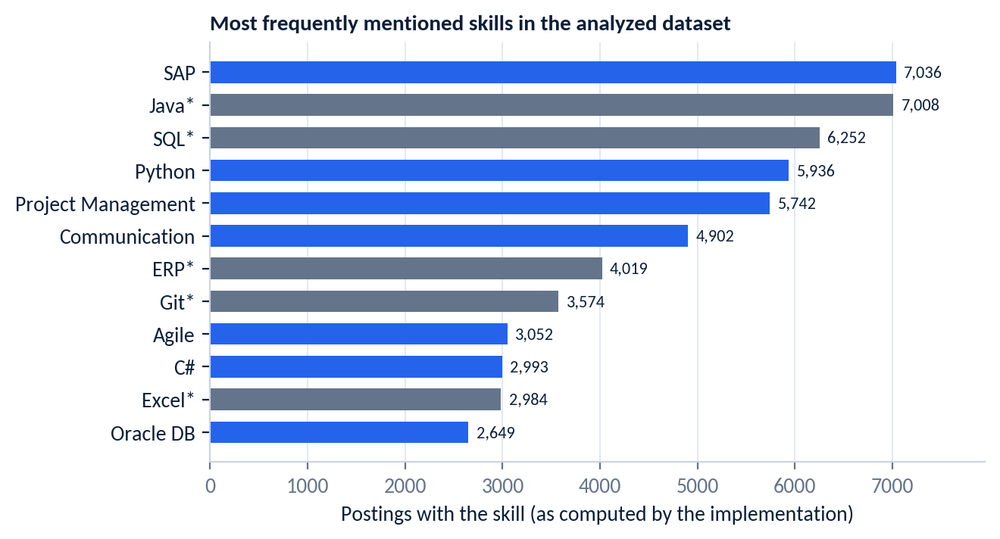 Most frequently mentioned skills in the analyzed dataset
SAP 7,036
Java* 7,008
SQL* 6,252
Python 5,936
Project Management 5,742
Communication 4,902
ERP* 4,019
Git* 3,574
Agile 3,052
C# 2,993
Excel* 2,984
Oracle DB 2,649
0 1000 2000 3000 4000 5000 6000 7000
Postings with the skill (as computed by the implementation)